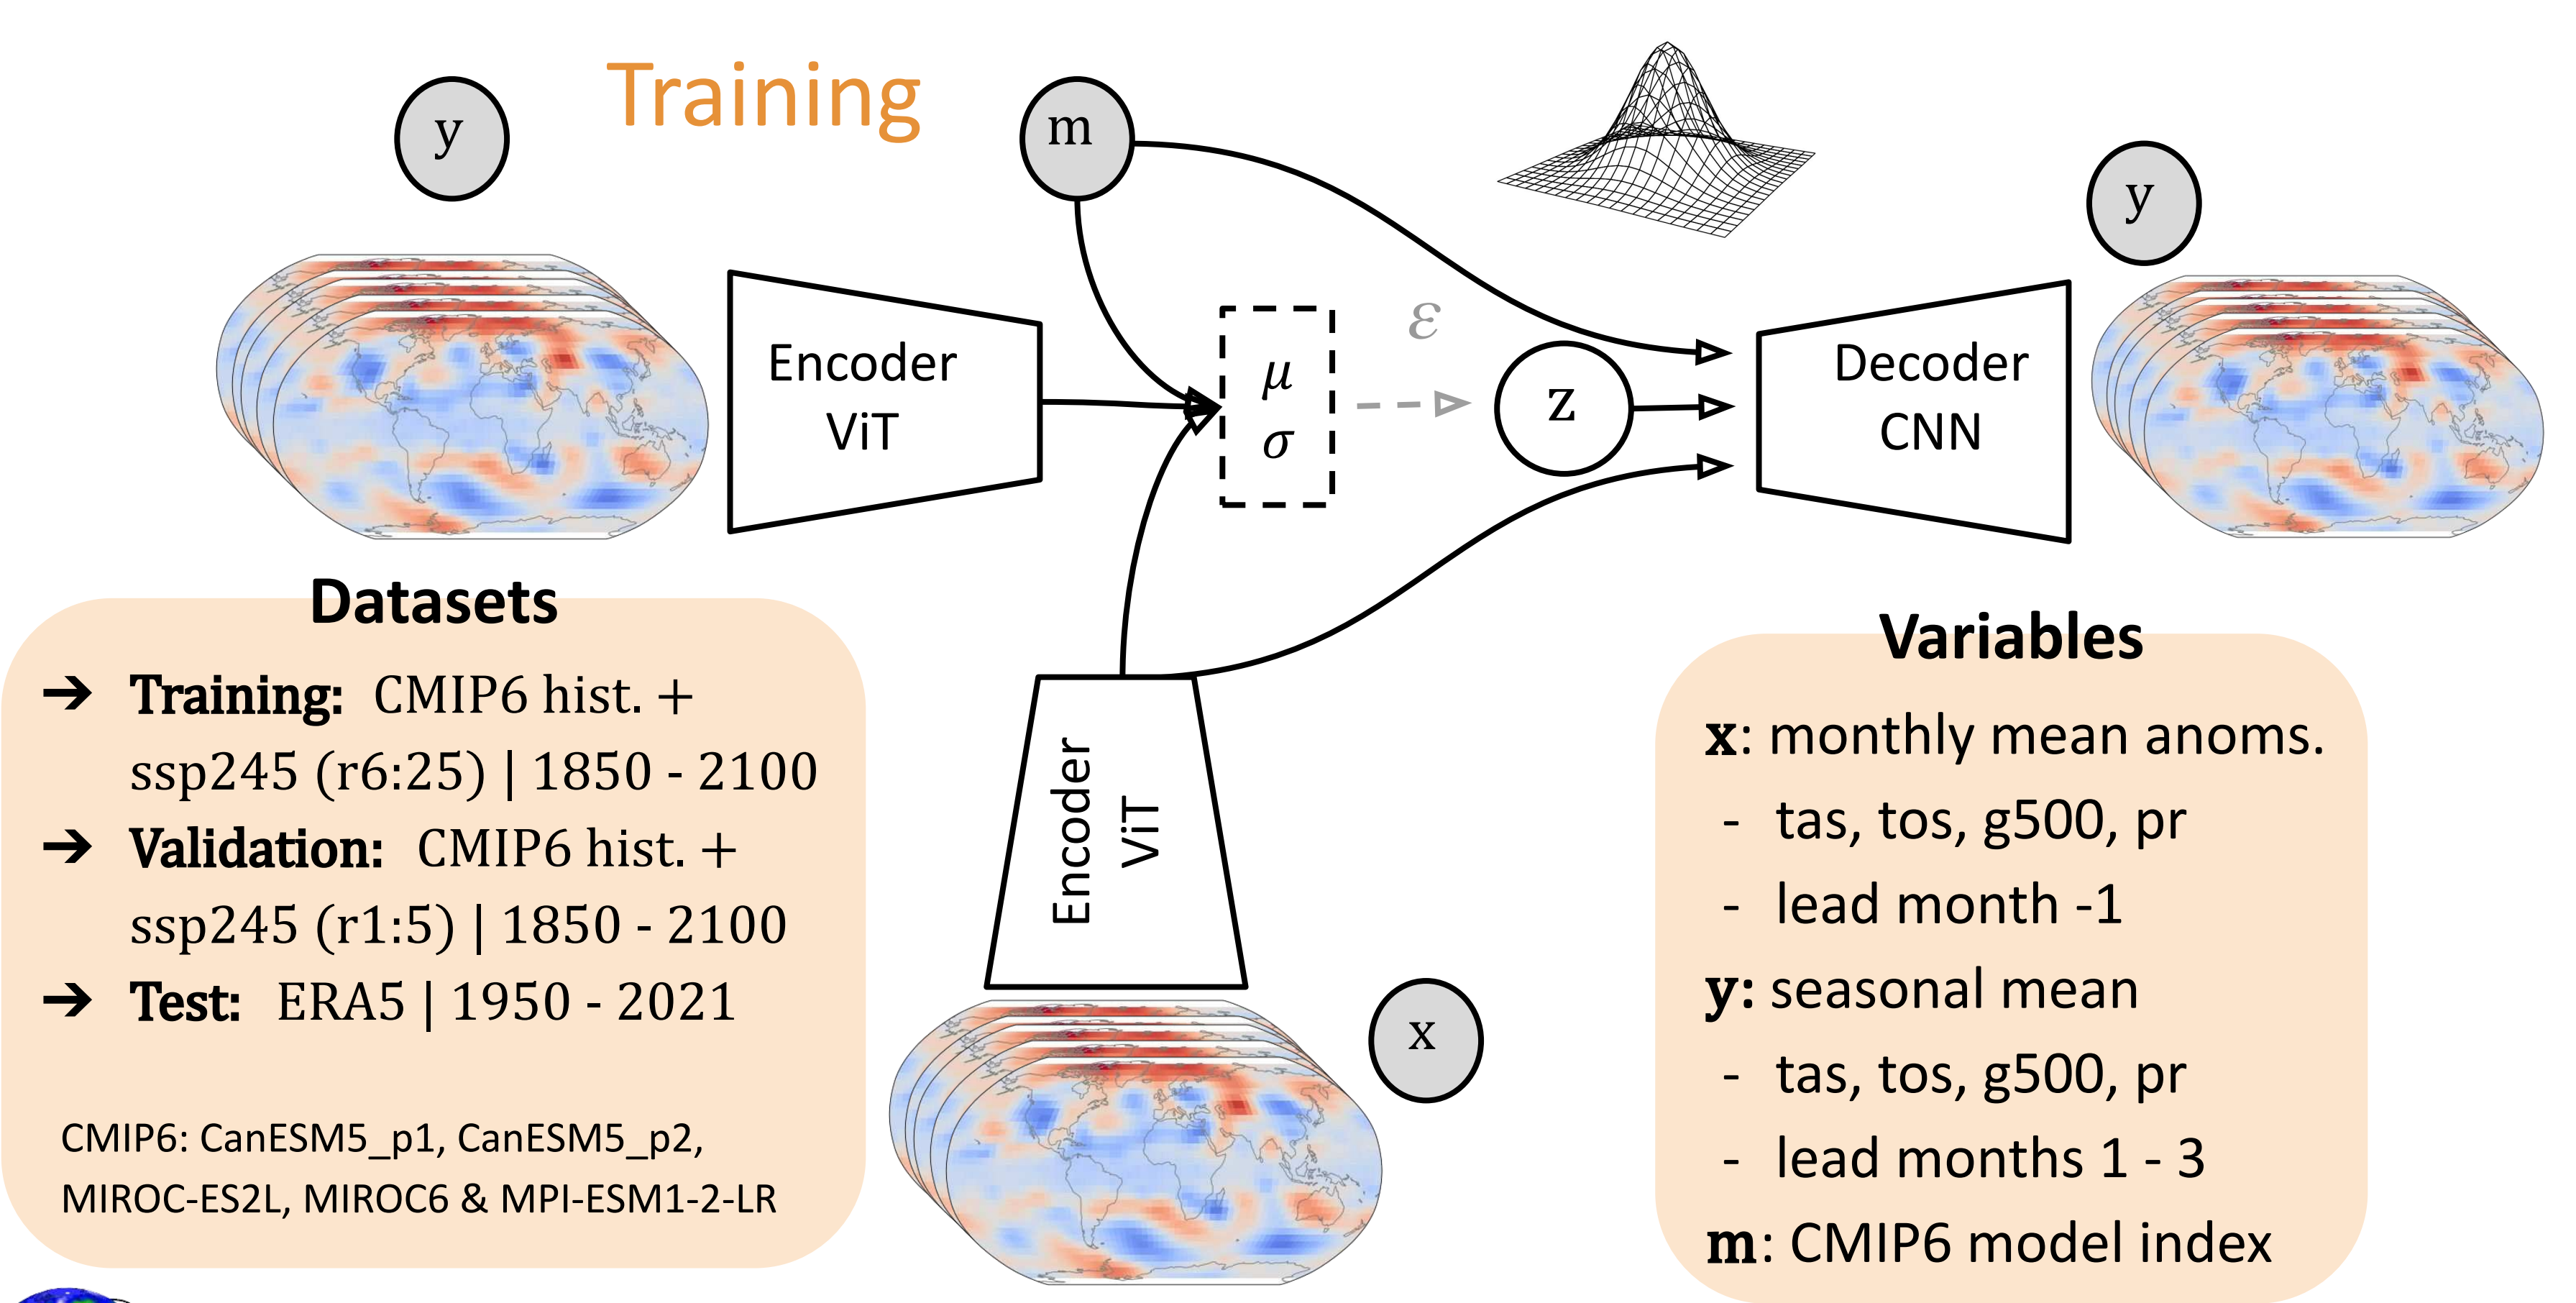 Training
y
m
y
Encoder
ViT
μ
σ
ε
z
Decoder
CNN
Encoder
ViT
x
Datasets
➔ Training: CMIP6 hist. +
ssp245 (r6:25) | 1850 - 2100
➔ Validation: CMIP6 hist. +
ssp245 (r1:5) | 1850 - 2100
➔ Test: ERA5 | 1950 - 2021
CMIP6: CanESM5_p1, CanESM5_p2,
MIROC-ES2L, MIROC6 & MPI-ESM1-2-LR
Variables
x: monthly mean anoms.
- tas, tos, g500, pr
- lead month -1
y: seasonal mean
- tas, tos, g500, pr
- lead months 1 - 3
m: CMIP6 model index